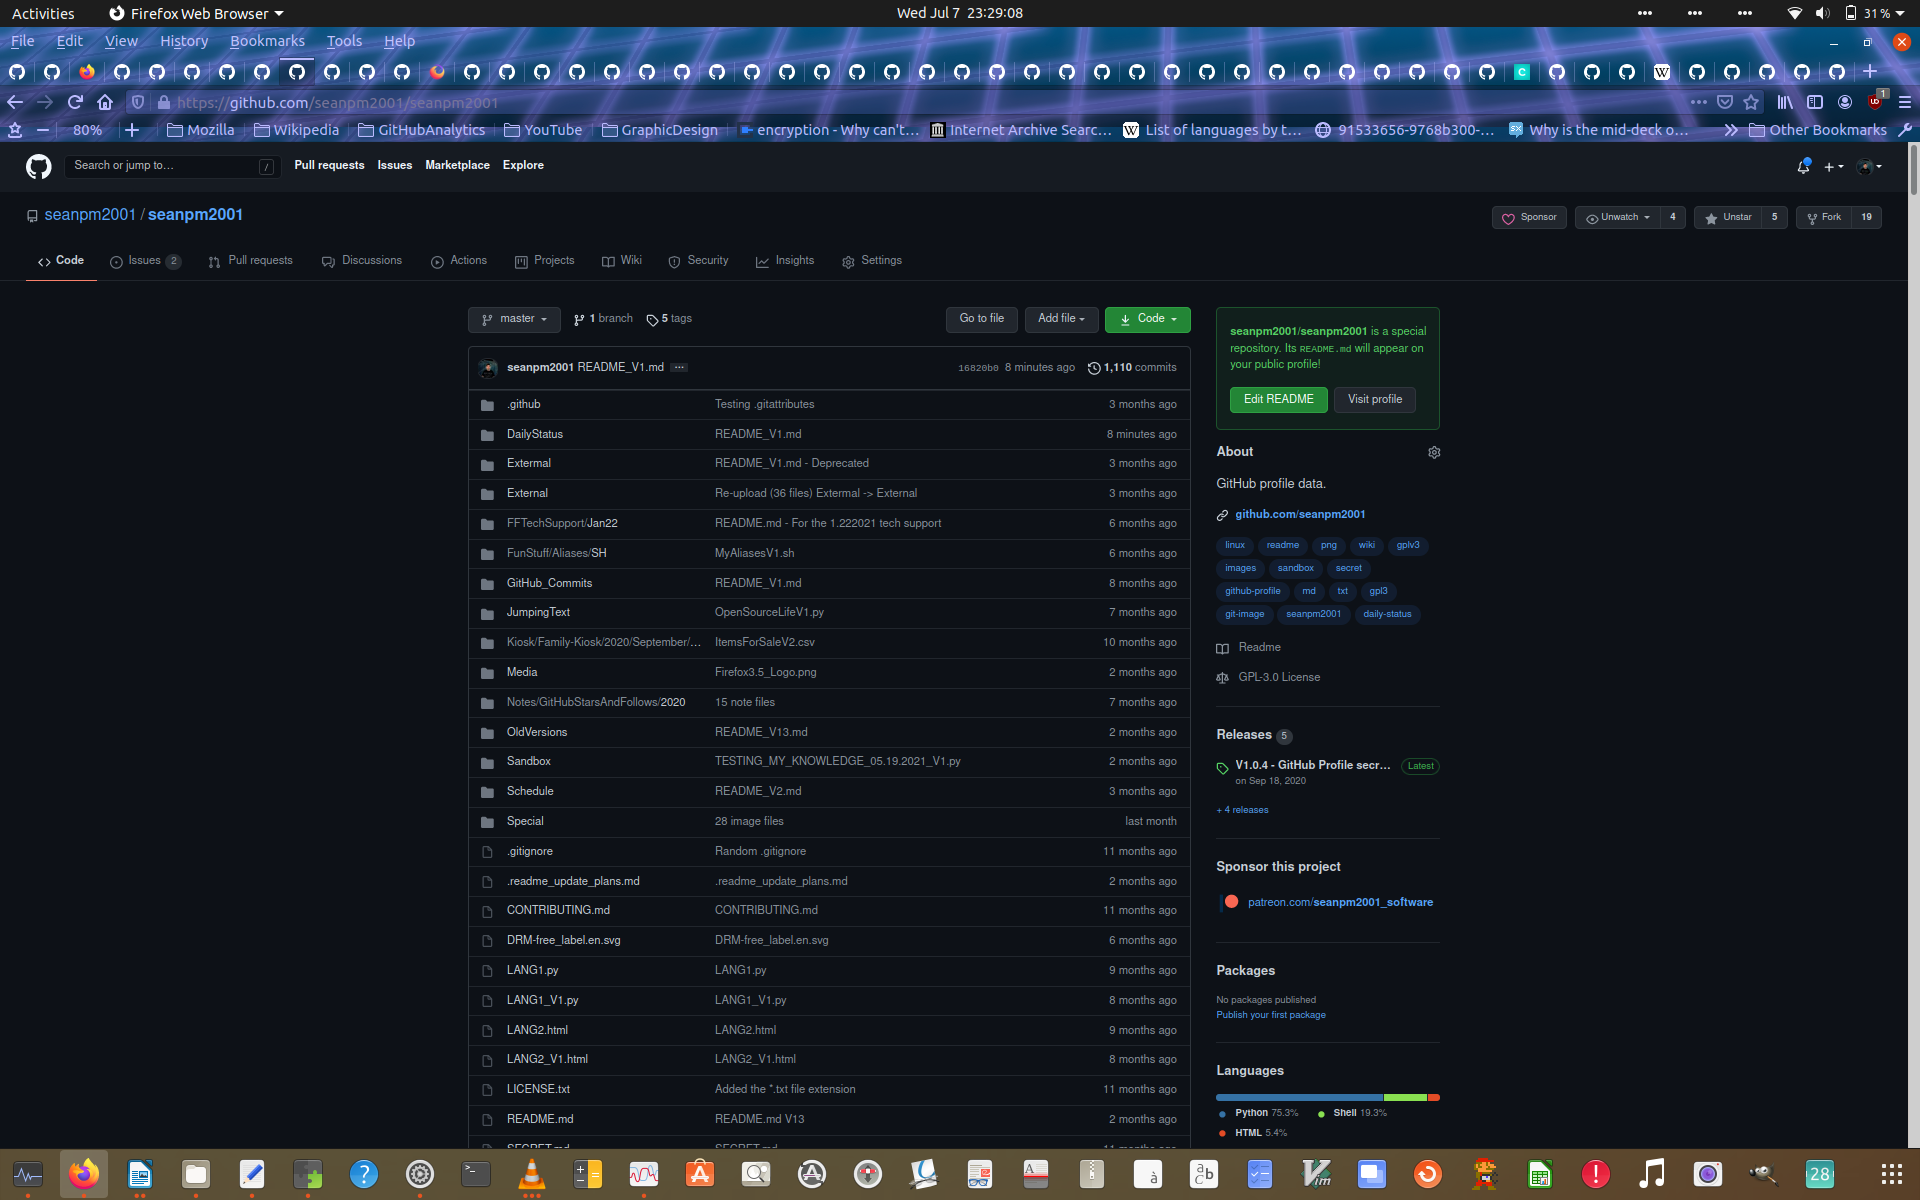 Activities Firefox Web Browser Wed Jul 7 23:29:08 31 %
File Edit View History Bookmarks Tools Help
https://github.com/seanpm2001/seanpm2001
80% Mozilla Wikipedia GitHubAnalytics YouTube GraphicDesign encryption - Why can't… Internet Archive Searc… List of languages by t… 91533656-9768b300-… Why is the mid-deck o… Other Bookmarks
Search or jump to… / Pull requests Issues Marketplace Explore
seanpm2001 / seanpm2001
Sponsor Unwatch 4 Unstar 5 Fork 19
Code Issues 2 Pull requests Discussions Actions Projects Wiki Security Insights Settings
master 1 branch 5 tags Go to file Add file Code
seanpm2001 README_V1.md ··· 16820b0 8 minutes ago 1,110 commits
.github Testing .gitattributes 3 months ago
DailyStatus README_V1.md 8 minutes ago
Extermal README_V1.md - Deprecated 3 months ago
External Re-upload (36 files) Extermal -> External 3 months ago
FFTechSupport/Jan22 README.md - For the 1.222021 tech support 6 months ago
FunStuff/Aliases/SH MyAliasesV1.sh 6 months ago
GitHub_Commits README_V1.md 8 months ago
JumpingText OpenSourceLifeV1.py 7 months ago
Kiosk/Family-Kiosk/2020/September/… ItemsForSaleV2.csv 10 months ago
Media Firefox3.5_Logo.png 2 months ago
Notes/GitHubStarsAndFollows/2020 15 note files 7 months ago
OldVersions README_V13.md 2 months ago
Sandbox TESTING_MY_KNOWLEDGE_05.19.2021_V1.py 2 months ago
Schedule README_V2.md 3 months ago
Special 28 image files last month
.gitignore Random .gitignore 11 months ago
.readme_update_plans.md .readme_update_plans.md 2 months ago
CONTRIBUTING.md CONTRIBUTING.md 11 months ago
DRM-free_label.en.svg DRM-free_label.en.svg 6 months ago
LANG1.py LANG1.py 9 months ago
LANG1_V1.py LANG1_V1.py 8 months ago
LANG2.html LANG2.html 9 months ago
LANG2_V1.html LANG2_V1.html 8 months ago
LICENSE.txt Added the *.txt file extension 11 months ago
README.md README.md V13 2 months ago
SECRET.md SECRET.md 11 months ago
seanpm2001/seanpm2001 is a special
repository. Its README.md will appear on
your public profile!
Edit README Visit profile
About
GitHub profile data.
github.com/seanpm2001
linux readme png wiki gplv3
images sandbox secret
github-profile md txt gpl3
git-image seanpm2001 daily-status
Readme
GPL-3.0 License
Releases 5
V1.0.4 - GitHub Profile secr… Latest
on Sep 18, 2020
+ 4 releases
Sponsor this project
patreon.com/seanpm2001_software
Packages
No packages published
Publish your first package
Languages
Python 75.3% Shell 19.3%
HTML 5.4%
28